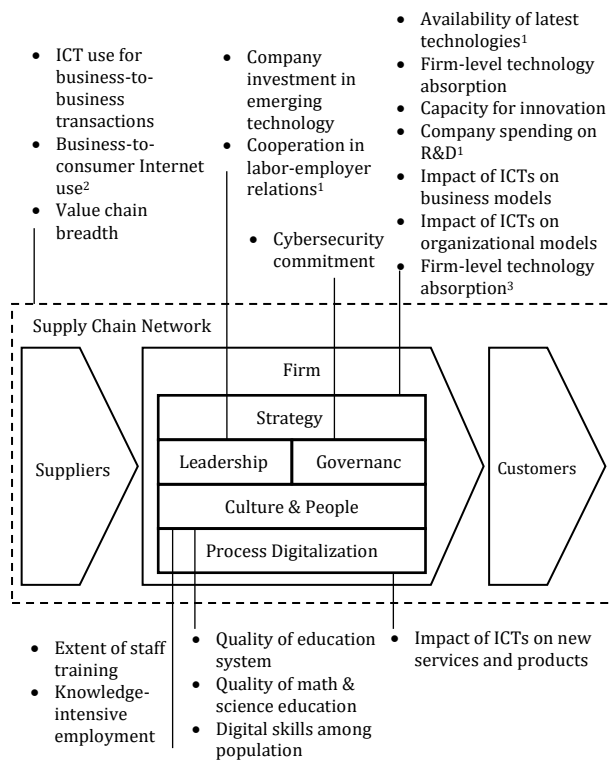 • ICT use for
business-to-
business
transactions
• Business-to-
consumer Internet
use²
• Value chain
breadth
• Company
investment in
emerging
technology
• Cooperation in
labor-employer
relations¹
• Cybersecurity
commitment
• Availability of latest
technologies¹
• Firm-level technology
absorption
• Capacity for innovation
• Company spending on
R&D¹
• Impact of ICTs on
business models
• Impact of ICTs on
organizational models
• Firm-level technology
absorption³
Supply Chain Network
Firm
Strategy
Leadership
Governanc
Suppliers
Customers
Culture & People
Process Digitalization
• Extent of staff
training
• Knowledge-
intensive
employment
• Quality of education
system
• Quality of math &
science education
• Digital skills among
population
• Impact of ICTs on new
services and products